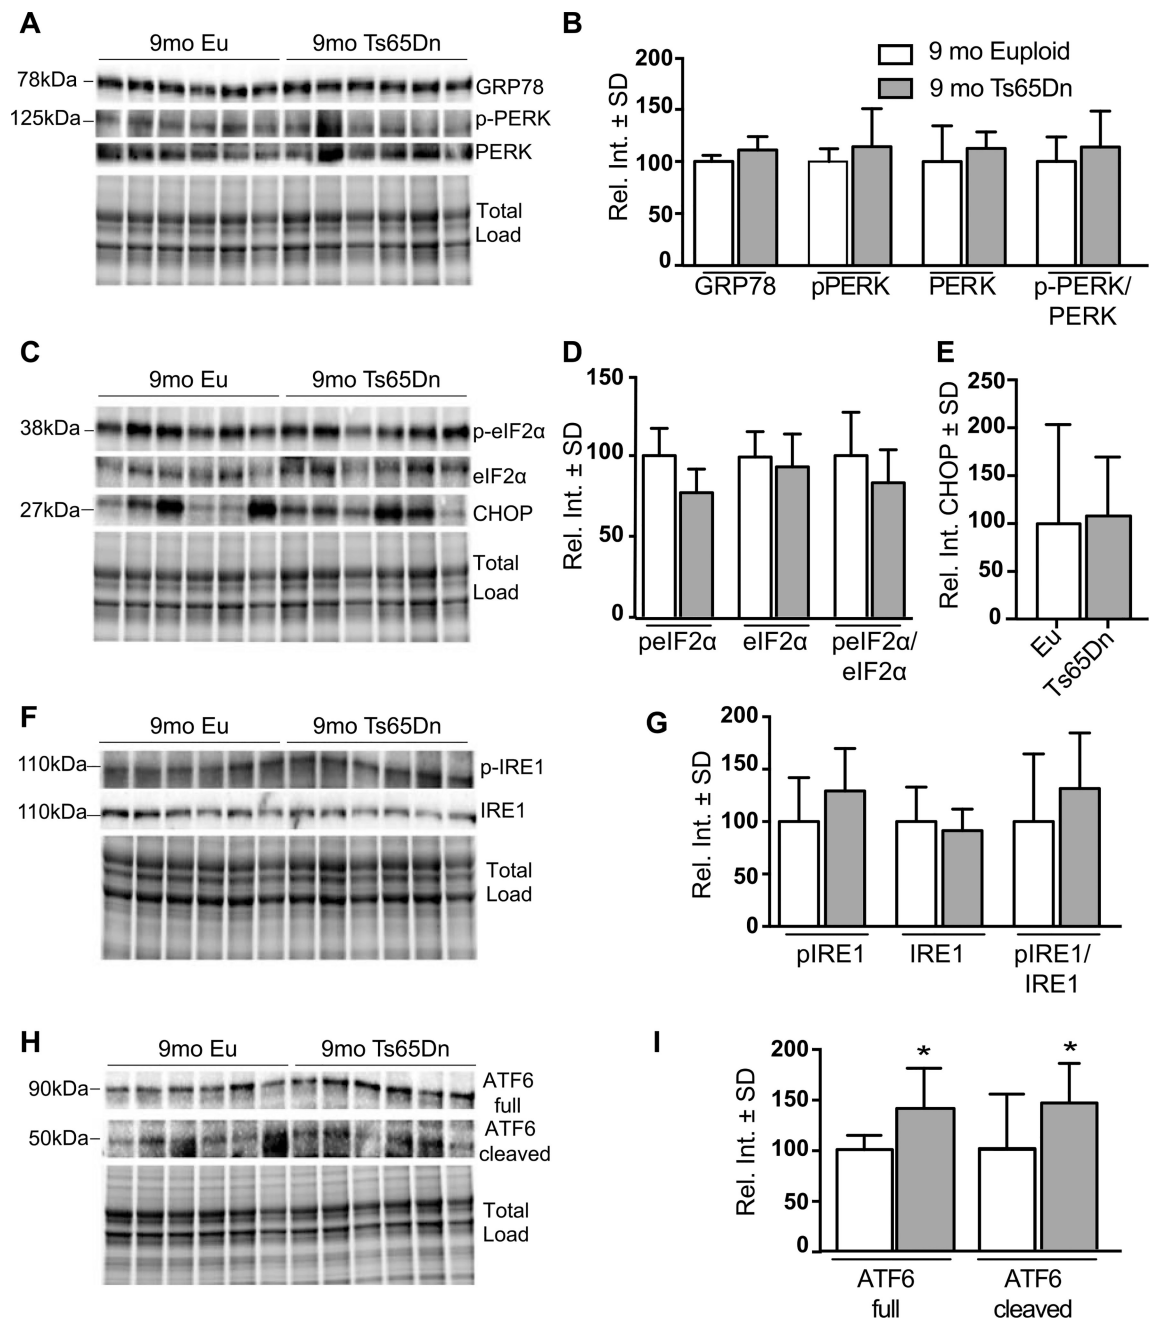 A
9mo Eu
9mo Ts65Dn
78kDa
GRP78
125kDa
p-PERK
PERK
Total
Load
B
9 mo Euploid
9 mo Ts65Dn
Rel. Int. ± SD
200
150
100
50
0
GRP78
pPERK
PERK
p-PERK/
PERK
C
9mo Eu
9mo Ts65Dn
38kDa
p-eIF2α
eIF2α
27kDa
CHOP
Total
Load
D
Rel. Int. ± SD
150
100
50
0
peIF2α
eIF2α
peIF2α/
eIF2α
E
Rel. Int. CHOP ± SD
250
200
150
100
50
0
Eu
Ts65Dn
F
9mo Eu
9mo Ts65Dn
110kDa
p-IRE1
110kDa
IRE1
Total
Load
G
Rel. Int. ± SD
200
150
100
50
0
pIRE1
IRE1
pIRE1/
IRE1
H
9mo Eu
9mo Ts65Dn
90kDa
ATF6
full
50kDa
ATF6
cleaved
Total
Load
I
Rel. Int. ± SD
200
150
100
50
0
*
*
ATF6
full
ATF6
cleaved